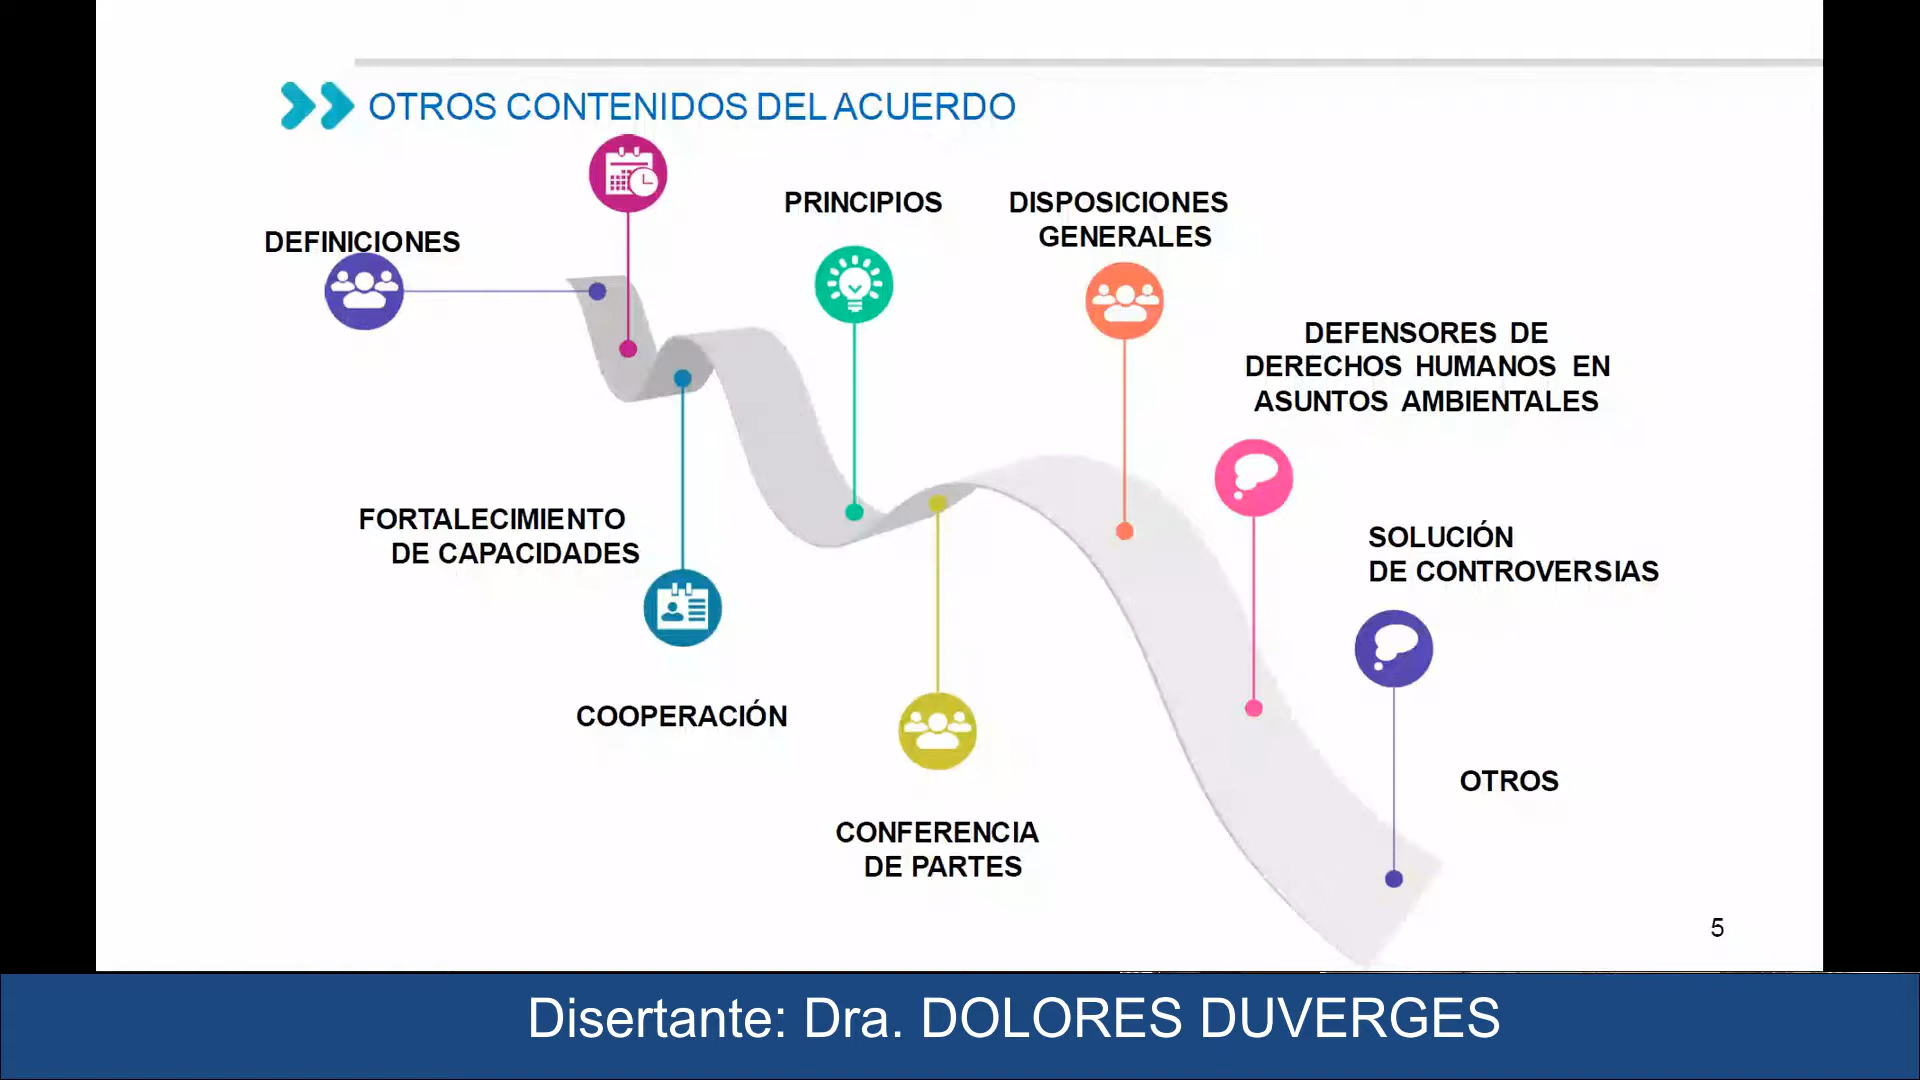 OTROS CONTENIDOS DEL ACUERDO
DEFINICIONES
PRINCIPIOS
DISPOSICIONES
GENERALES
DEFENSORES DE
DERECHOS HUMANOS EN
ASUNTOS AMBIENTALES
FORTALECIMIENTO
DE CAPACIDADES
SOLUCIÓN
DE CONTROVERSIAS
COOPERACIÓN
OTROS
CONFERENCIA
DE PARTES
5
Disertante: Dra. DOLORES DUVERGES